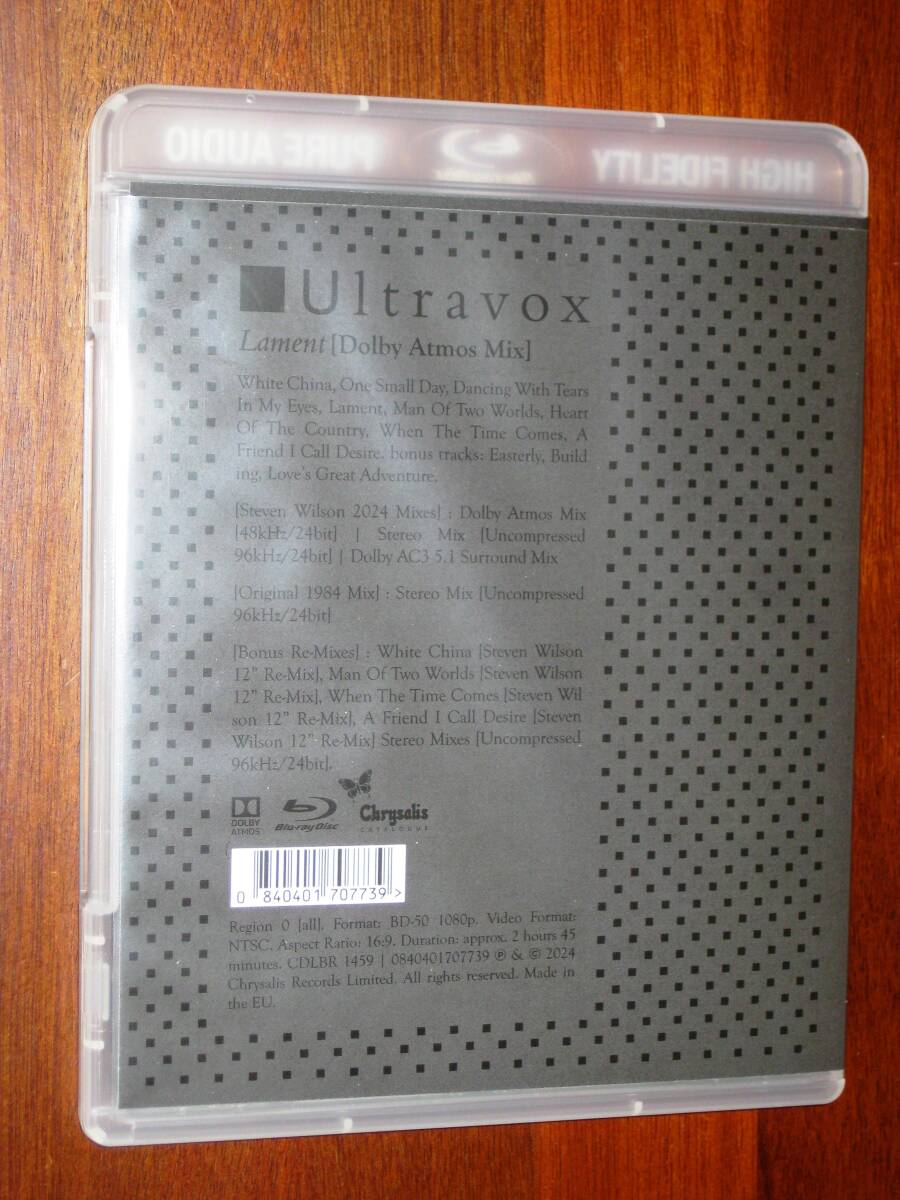 HIGH FIDELITY PURE AUDIO
Ultravox
Lament [Dolby Atmos Mix]
White China, One Small Day, Dancing With Tears
In My Eyes, Lament, Man Of Two Worlds, Heart
Of The Country, When The Time Comes, A
Friend I Call Desire. bonus tracks: Easterly, Build
ing, Love's Great Adventure.
[Steven Wilson 2024 Mixes] : Dolby Atmos Mix
[48kHz/24bit] | Stereo Mix [Uncompressed
96kHz/24bit] | Dolby AC3 5.1 Surround Mix
[Original 1984 Mix] : Stereo Mix [Uncompressed
96kHz/24bit]
[Bonus Re-Mixes] : White China [Steven Wilson
12" Re-Mix], Man Of Two Worlds [Steven Wilson
12" Re-Mix], When The Time Comes [Steven Wil
son 12" Re-Mix], A Friend I Call Desire [Steven
Wilson 12" Re-Mix] Stereo Mixes [Uncompressed
96kHz/24bit].
DOLBY ATMOS Blu-ray Disc Chrysalis CATALOGUE
0 840401 707739 >
Region 0 [all]. Format: BD-50 1080p. Video Format:
NTSC. Aspect Ratio: 16:9. Duration: approx. 2 hours 45
minutes. CDLBR 1459 | 0840401707739 ℗ & © 2024
Chrysalis Records Limited. All rights reserved. Made in
the EU.